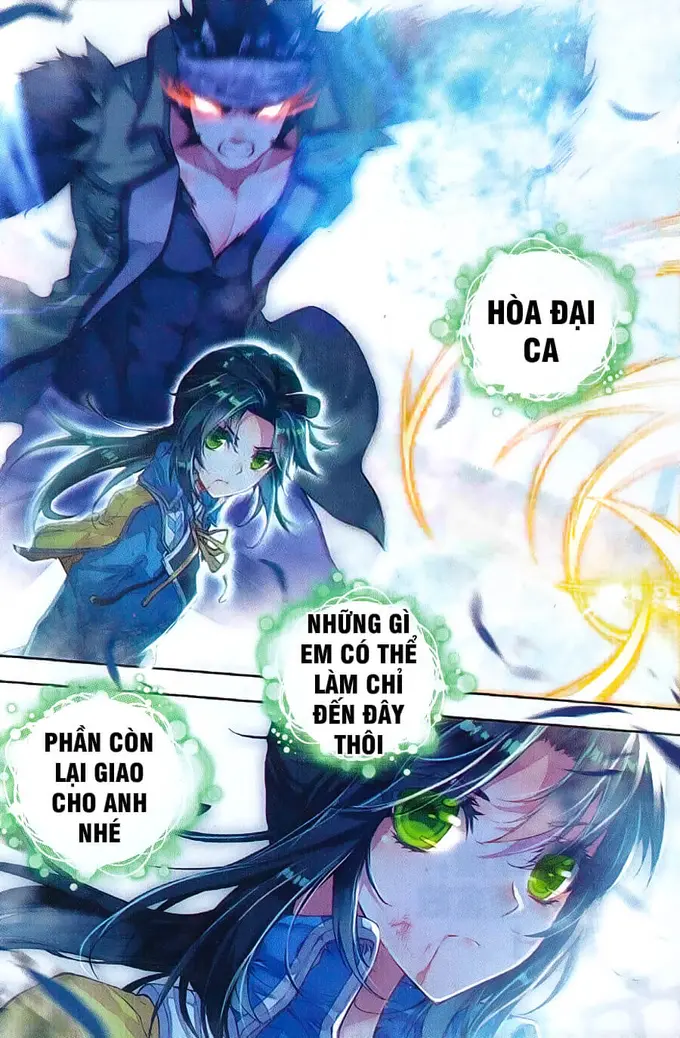 HÒA ĐẠI
CA
NHỮNG GÌ
EM CÓ THỂ
LÀM CHỈ
ĐẾN ĐÂY
THÔI
PHẦN CÒN
LẠI GIAO
CHO ANH
NHÉ